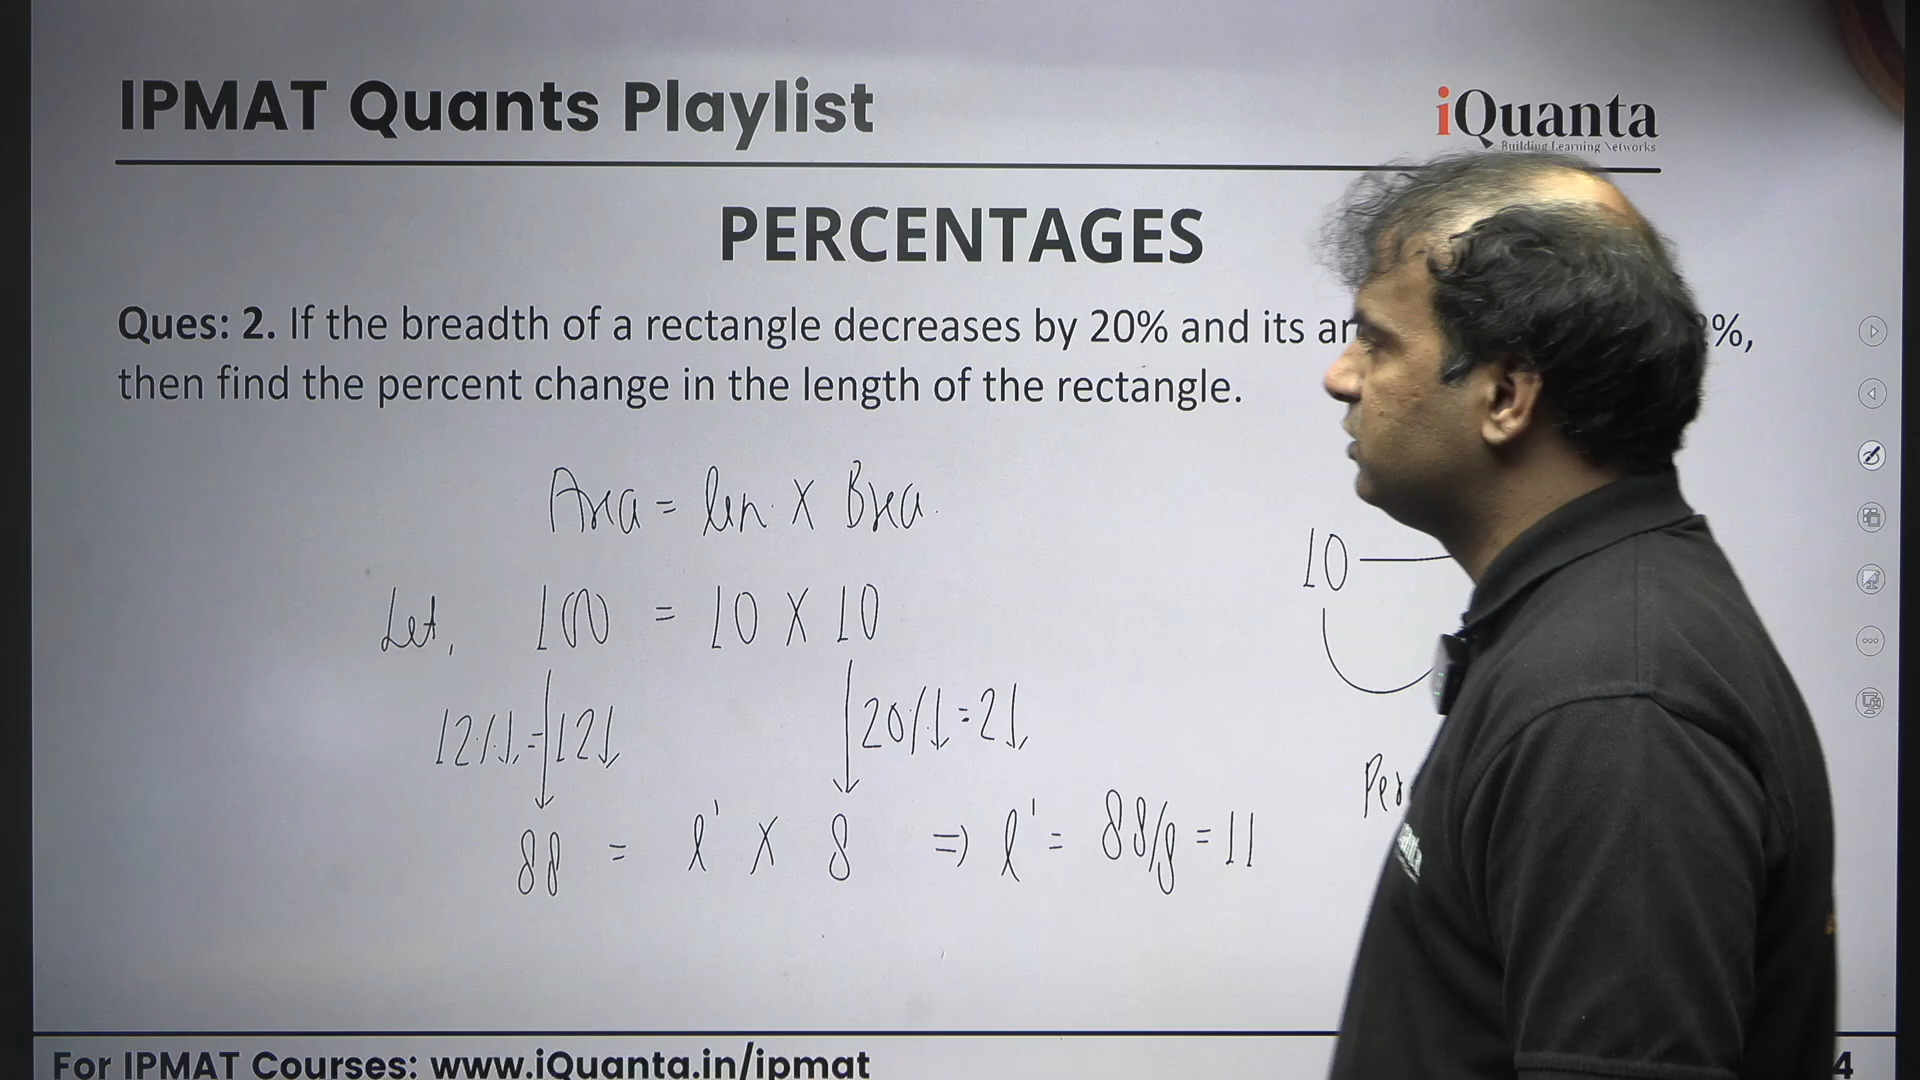 IPMAT Quants Playlist
iQuanta
Building Learning Networks
PERCENTAGES
Ques: 2. If the breadth of a rectangle decreases by 20% and its %,
then find the percent change in the length of the rectangle.
Area = len. X Brea.
Let, 100 = 10 X 10
10
12%↓=12↓ 20%↓=2↓
88 = l' X 8 ⇒ l' = 88/8 = 11
Per
For IPMAT Courses: www.iQuanta.in/ipmat
4